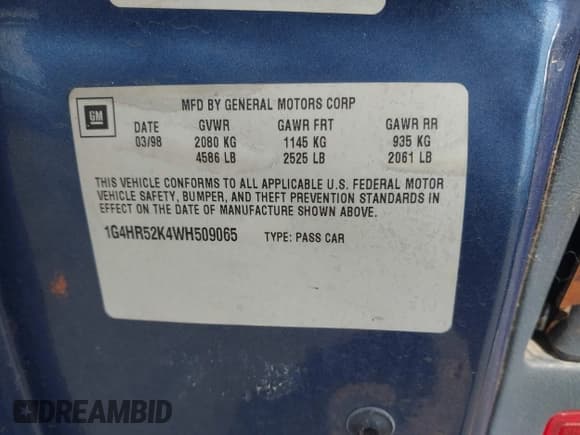 GM
MFD BY GENERAL MOTORS CORP
DATE GVWR GAWR FRT GAWR RR
03/98 2080 KG 1145 KG 935 KG
4586 LB 2525 LB 2061 LB
THIS VEHICLE CONFORMS TO ALL APPLICABLE U.S. FEDERAL MOTOR
VEHICLE SAFETY, BUMPER, AND THEFT PREVENTION STANDARDS IN
EFFECT ON THE DATE OF MANUFACTURE SHOWN ABOVE.
1G4HR52K4WH509065 TYPE: PASS CAR
DREAMBID